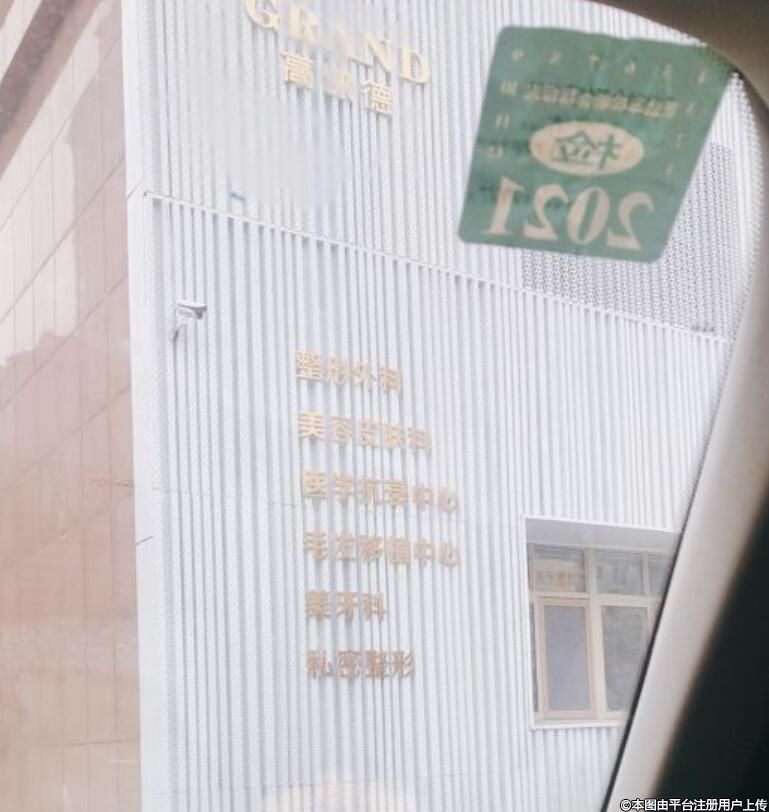 GRAND
高兰德
整形外科
美容皮肤科
医学抗衰中心
毛发移植中心
美牙科
私密整形
检
2021
©本图由平台注册用户上传